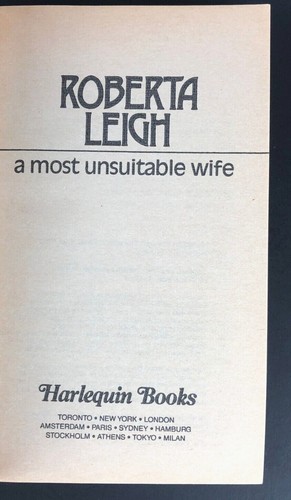 ROBERTA
LEIGH
a most unsuitable wife
Harlequin Books
TORONTO • NEW YORK • LONDON
AMSTERDAM • PARIS • SYDNEY • HAMBURG
STOCKHOLM • ATHENS • TOKYO • MILAN